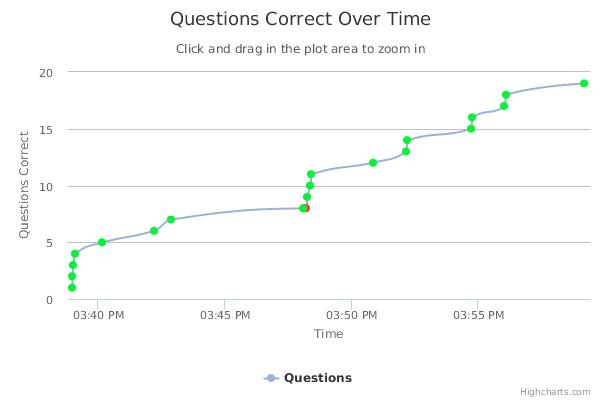 Questions Correct Over Time
Click and drag in the plot area to zoom in
Questions Correct
20
15
10
5
0
03:40 PM
03:45 PM
03:50 PM
03:55 PM
Time
Questions
Highcharts.com